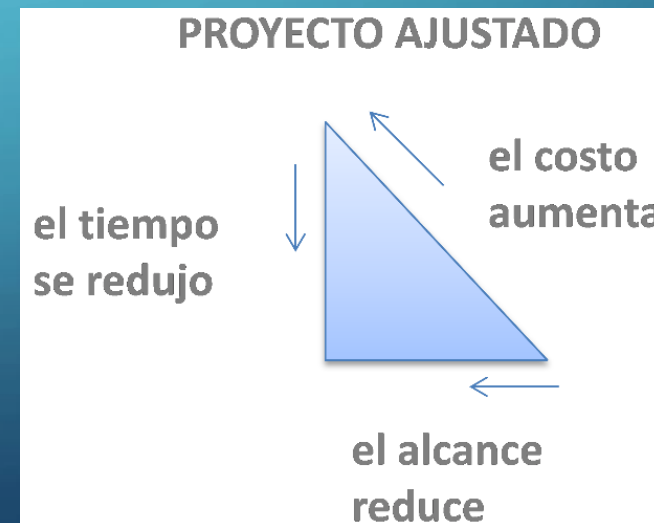 PROYECTO AJUSTADO
el costo
aumenta
el tiempo
se redujo
el alcance
reduce